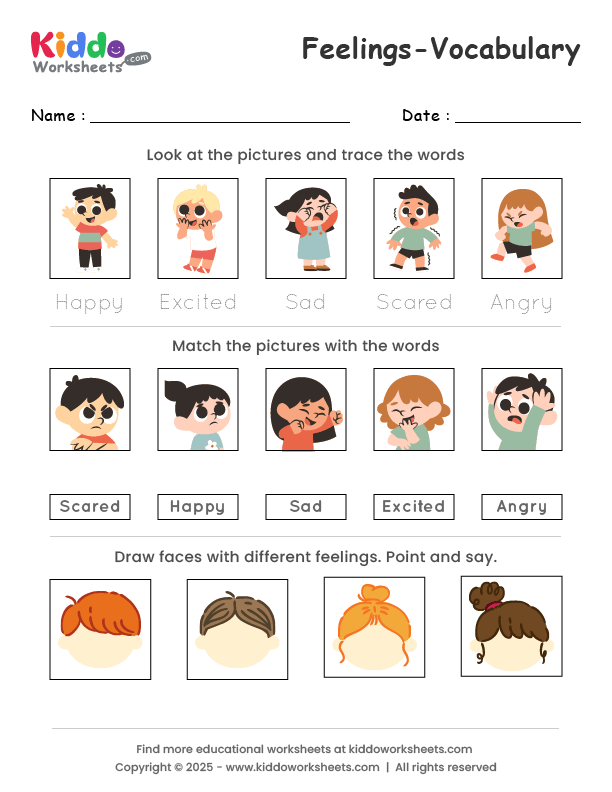 Kiddo
Worksheets.com
Feelings-Vocabulary
Name : Date :
Look at the pictures and trace the words
Happy Excited Sad Scared Angry
Match the pictures with the words
Scared Happy Sad Excited Angry
Draw faces with different feelings. Point and say.
Find more educational worksheets at kiddoworksheets.com
Copyright © 2025 - www.kiddoworksheets.com | All rights reserved